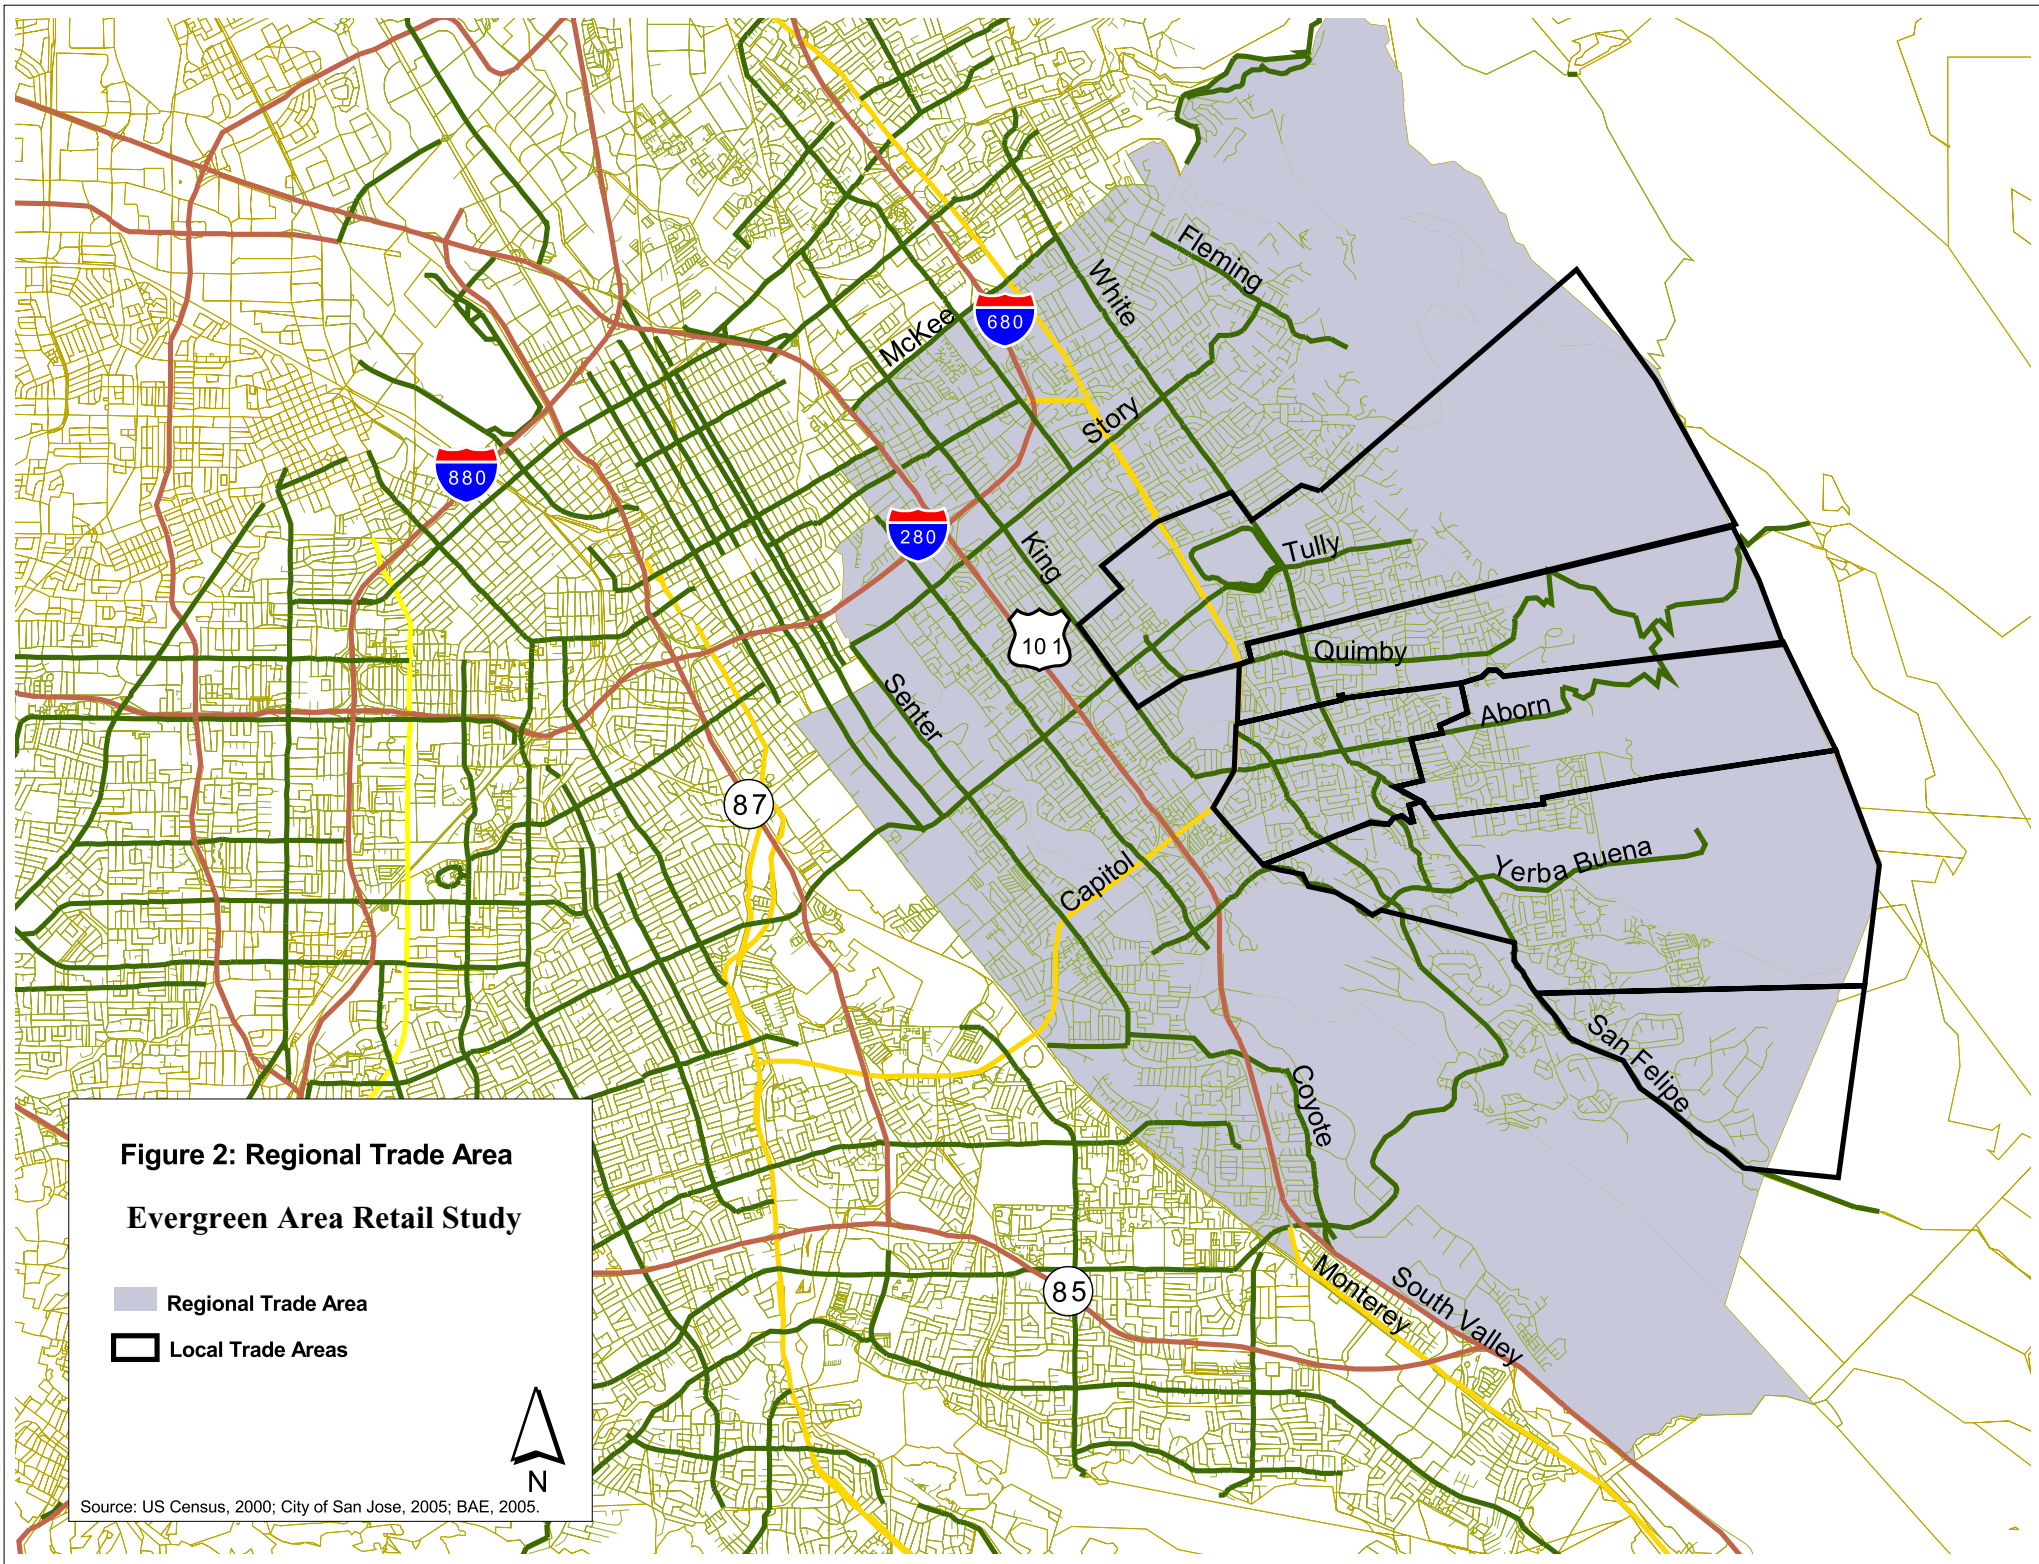 Fleming
White
McKee
680
Story
880
280
King
Tully
101
Quimby
Senter
Aborn
87
Capitol
Yerba Buena
San Felipe
Coyote
Monterey
South Valley
85
Figure 2: Regional Trade Area
Evergreen Area Retail Study
Regional Trade Area
Local Trade Areas
N
Source: US Census, 2000; City of San Jose, 2005; BAE, 2005.